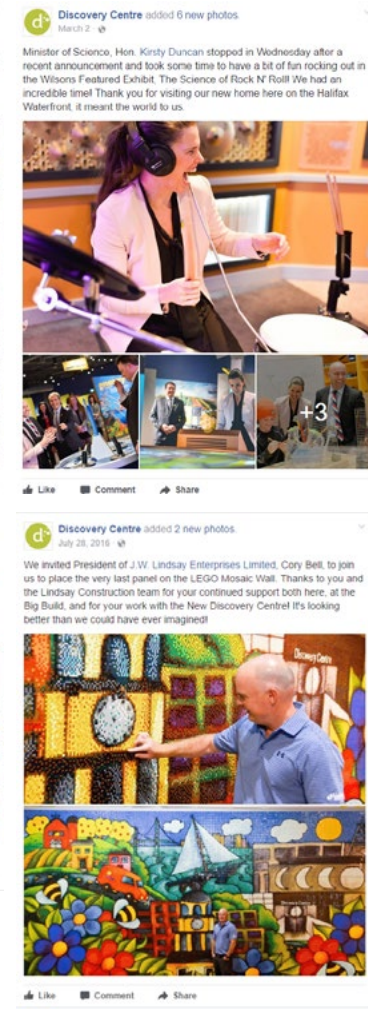 Discovery Centre added 6 new photos.
March 2 ·
Minister of Science, Hon. Kirsty Duncan stopped in Wednesday after a
recent announcement and took some time to have a bit of fun rocking out in
the Wilsons Featured Exhibit, The Science of Rock N' Roll! We had an
incredible time! Thank you for visiting our new home here on the Halifax
Waterfront, it meant the world to us.
+3
Like Comment Share
Discovery Centre added 2 new photos.
July 28, 2016 ·
We invited President of J.W. Lindsay Enterprises Limited, Cory Bell, to join
us to place the very last panel on the LEGO Mosaic Wall. Thanks to you and
the Lindsay Construction team for your continued support both here, at the
Big Build, and for your work with the New Discovery Centre! It's looking
better than we could have ever imagined!
Discovery Centre
Discovery Centre
Like Comment Share